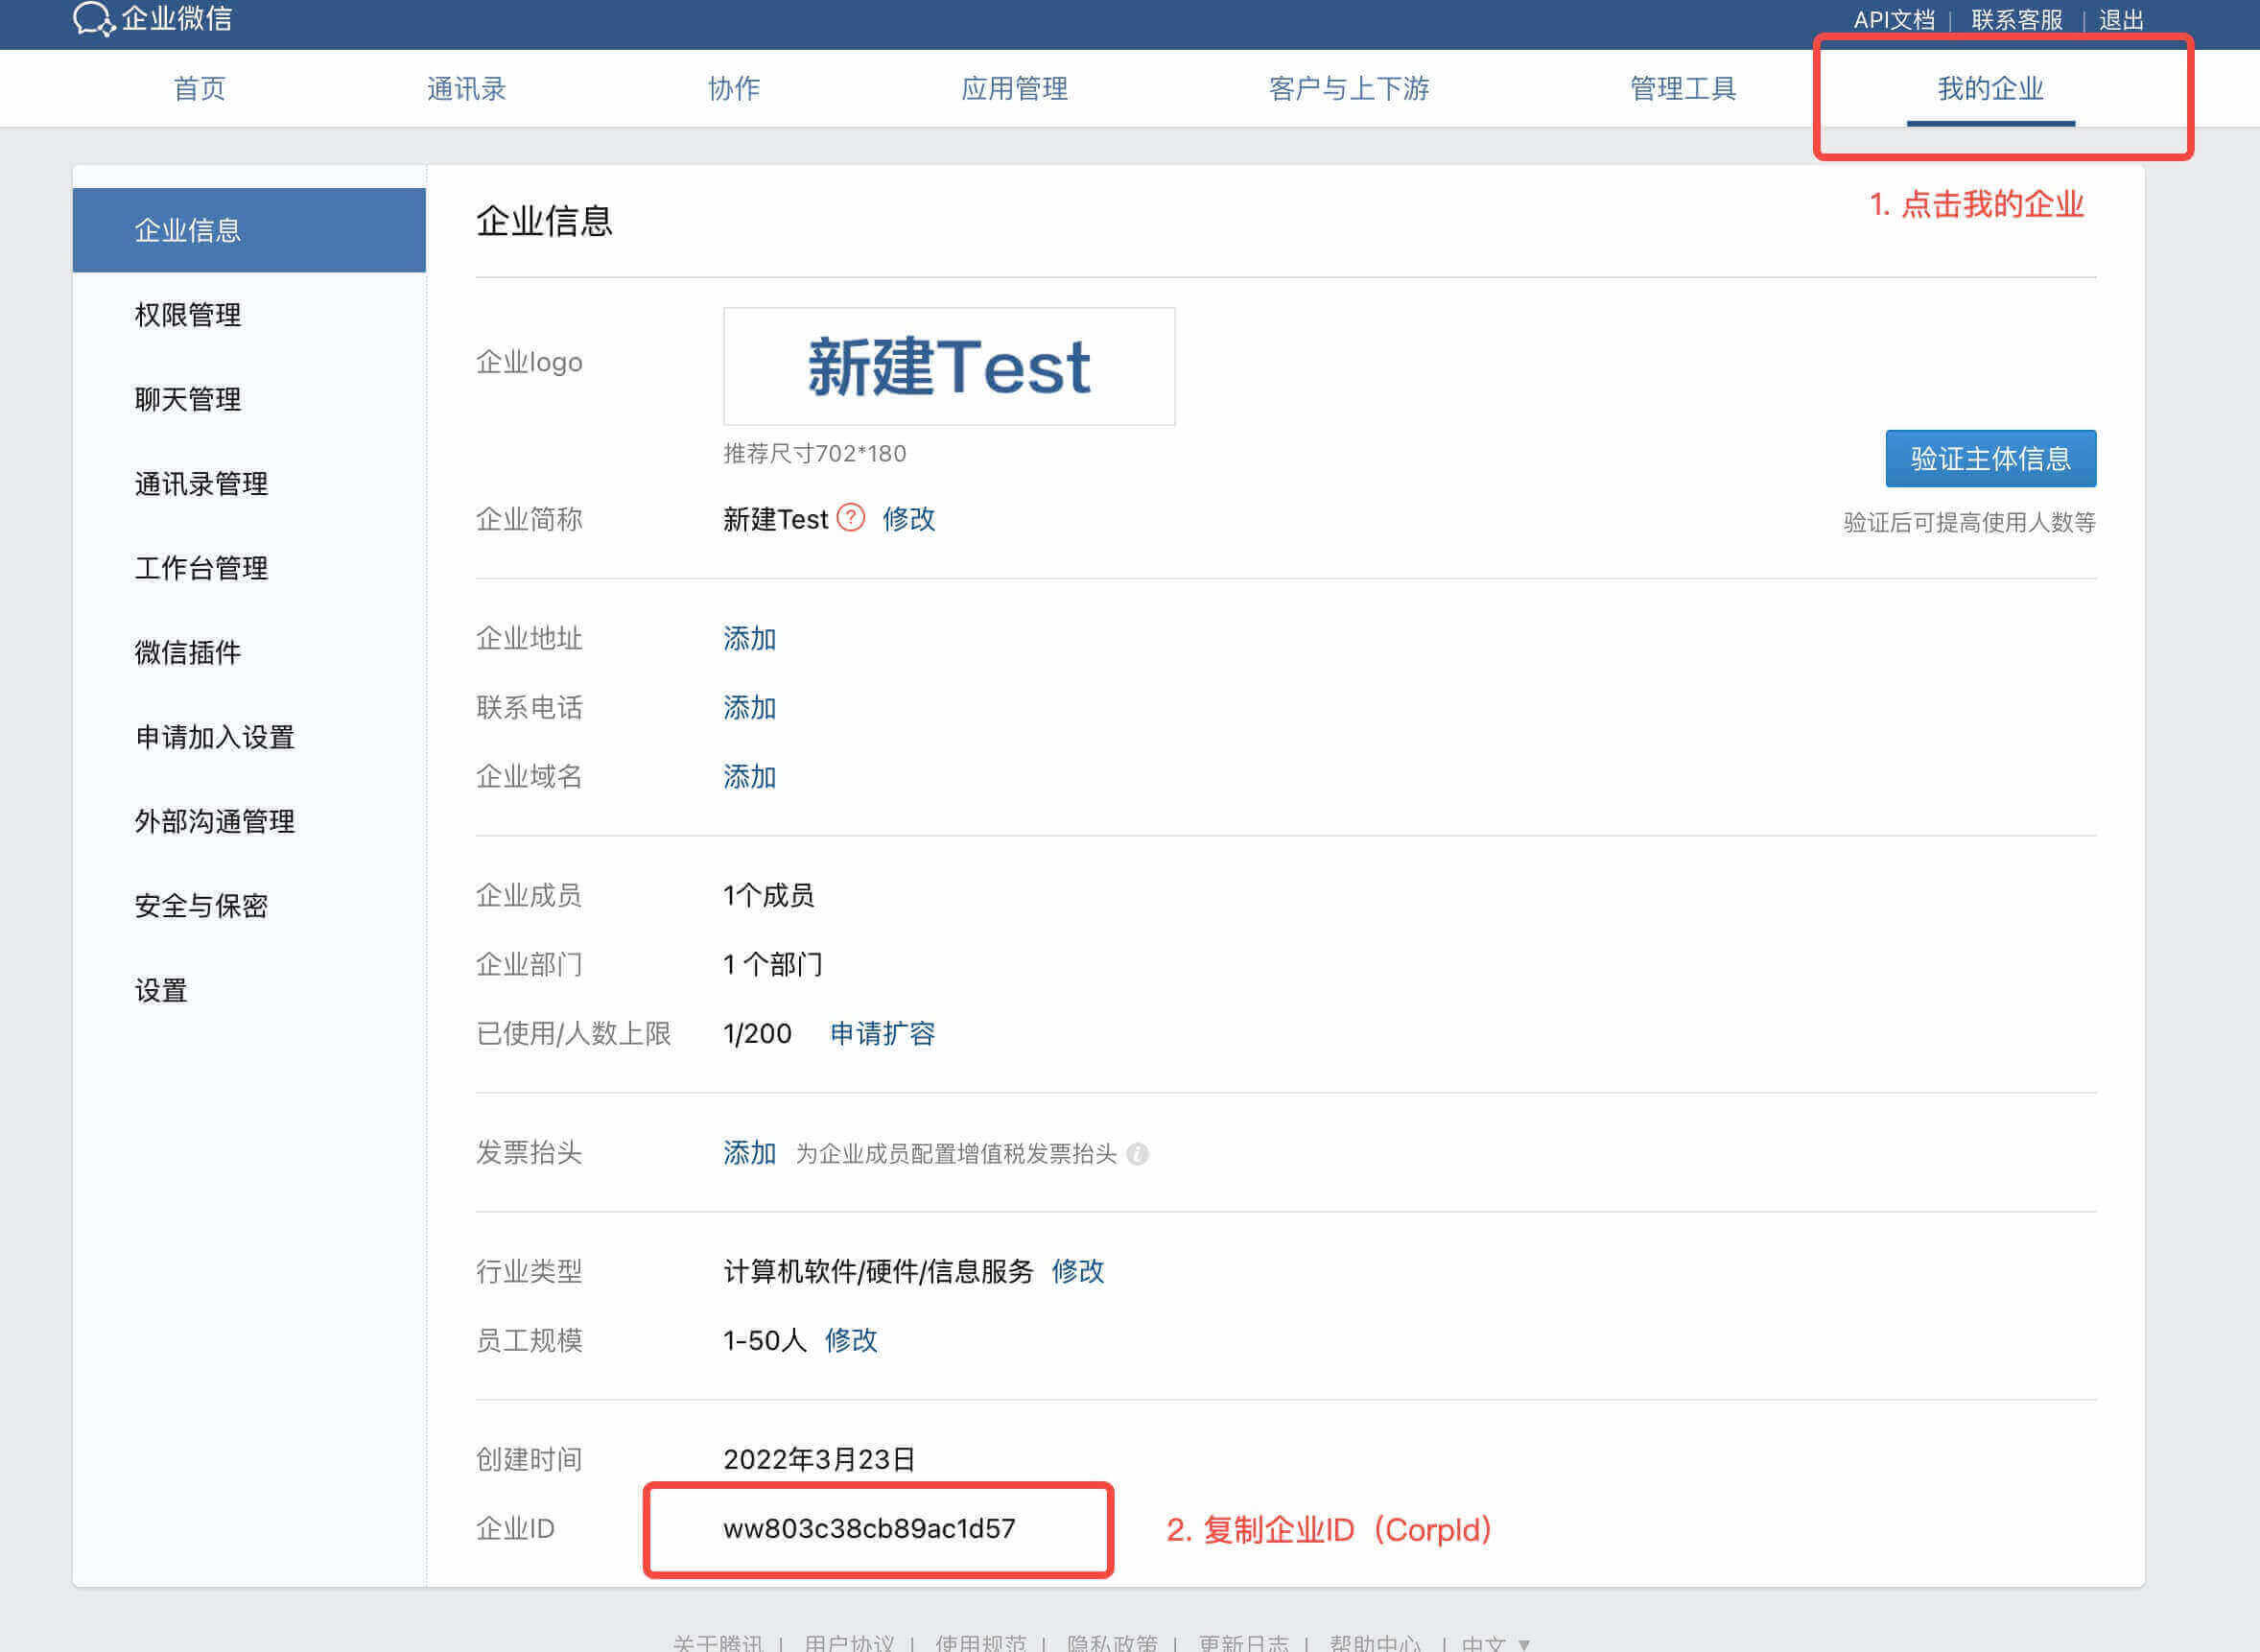 企业微信
API文档 | 联系客服 | 退出
首页 通讯录 协作 应用管理 客户与上下游 管理工具 我的企业
1. 点击我的企业
企业信息
权限管理
聊天管理
通讯录管理
工作台管理
微信插件
申请加入设置
外部沟通管理
安全与保密
设置
企业信息
企业logo
新建Test
推荐尺寸702*180
验证主体信息
验证后可提高使用人数等
企业简称 新建Test ? 修改
企业地址 添加
联系电话 添加
企业域名 添加
企业成员 1个成员
企业部门 1 个部门
已使用/人数上限 1/200 申请扩容
发票抬头 添加 为企业成员配置增值税发票抬头 i
行业类型 计算机软件/硬件/信息服务 修改
员工规模 1-50人 修改
创建时间 2022年3月23日
企业ID ww803c38cb89ac1d57 2. 复制企业ID（CorpId）
关于腾讯 | 用户协议 | 使用规范 | 隐私政策 | 更新日志 | 帮助中心 | 中文 ▼